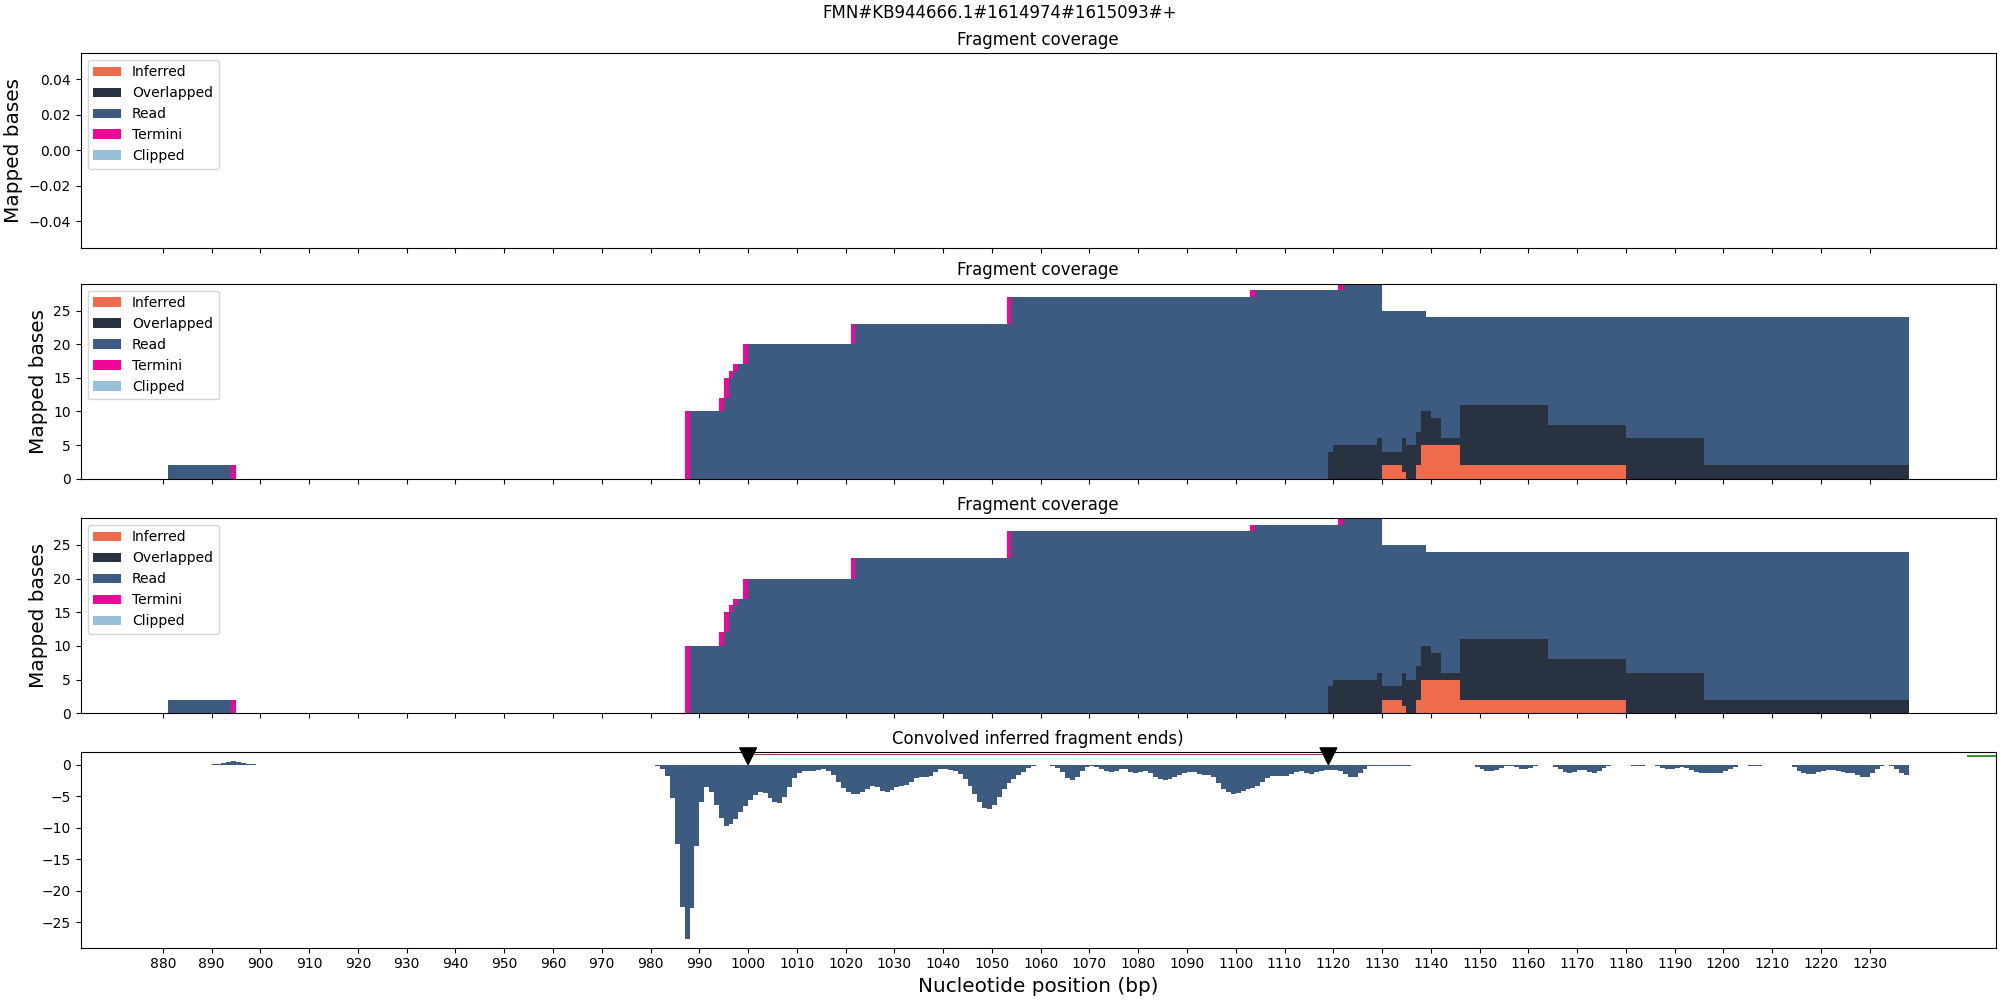 FMN#KB944666.1#1614974#1615093#+
Fragment coverage
Mapped bases
0.04
0.02
0.00
−0.02
−0.04
Inferred
Overlapped
Read
Termini
Clipped
Fragment coverage
Mapped bases
25
20
15
10
5
0
Inferred
Overlapped
Read
Termini
Clipped
Fragment coverage
Mapped bases
25
20
15
10
5
0
Inferred
Overlapped
Read
Termini
Clipped
Convolved inferred fragment ends)
0
−5
−10
−15
−20
−25
880 890 900 910 920 930 940 950 960 970 980 990 1000 1010 1020 1030 1040 1050 1060 1070 1080 1090 1100 1110 1120 1130 1140 1150 1160 1170 1180 1190 1200 1210 1220 1230
Nucleotide position (bp)